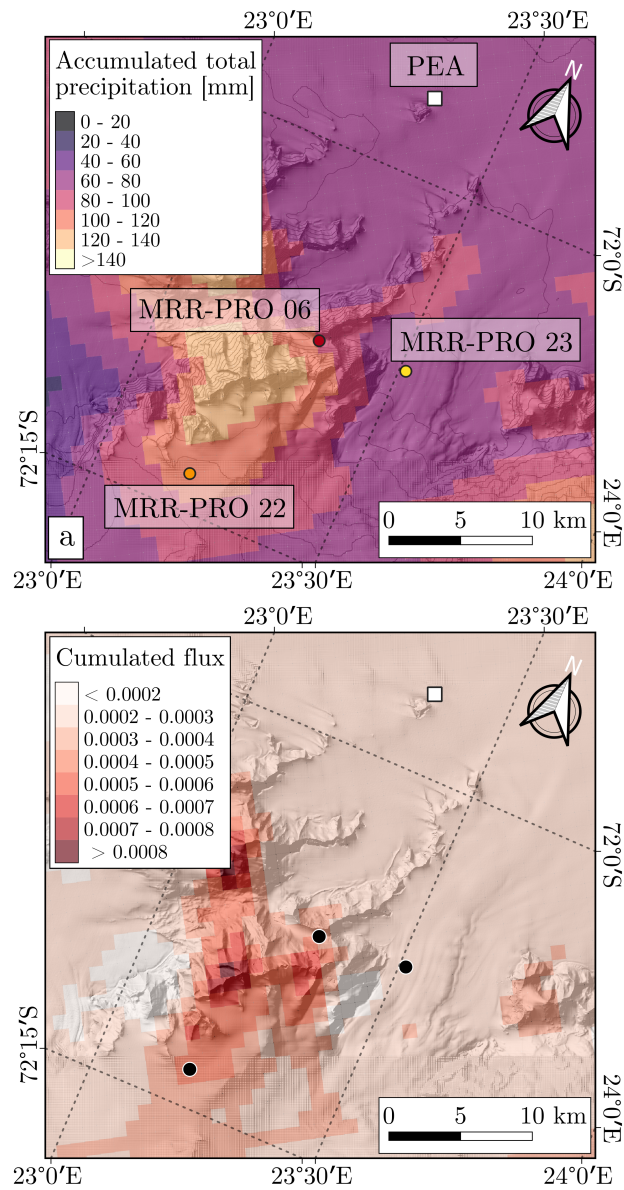 23°0′E 23°30′E
Accumulated total
precipitation [mm]
0 - 20
20 - 40
40 - 60
60 - 80
80 - 100
100 - 120
120 - 140
>140
PEA
N
72°0′S
MRR-PRO 06
MRR-PRO 23
72°15′S
MRR-PRO 22
a
0 5 10 km
24°0′E
23°0′E 23°30′E 24°0′E
23°0′E 23°30′E
Cumulated flux
< 0.0002
0.0002 - 0.0003
0.0003 - 0.0004
0.0004 - 0.0005
0.0005 - 0.0006
0.0006 - 0.0007
0.0007 - 0.0008
> 0.0008
N
72°0′S
72°15′S
0 5 10 km
24°0′E
23°0′E 23°30′E 24°0′E